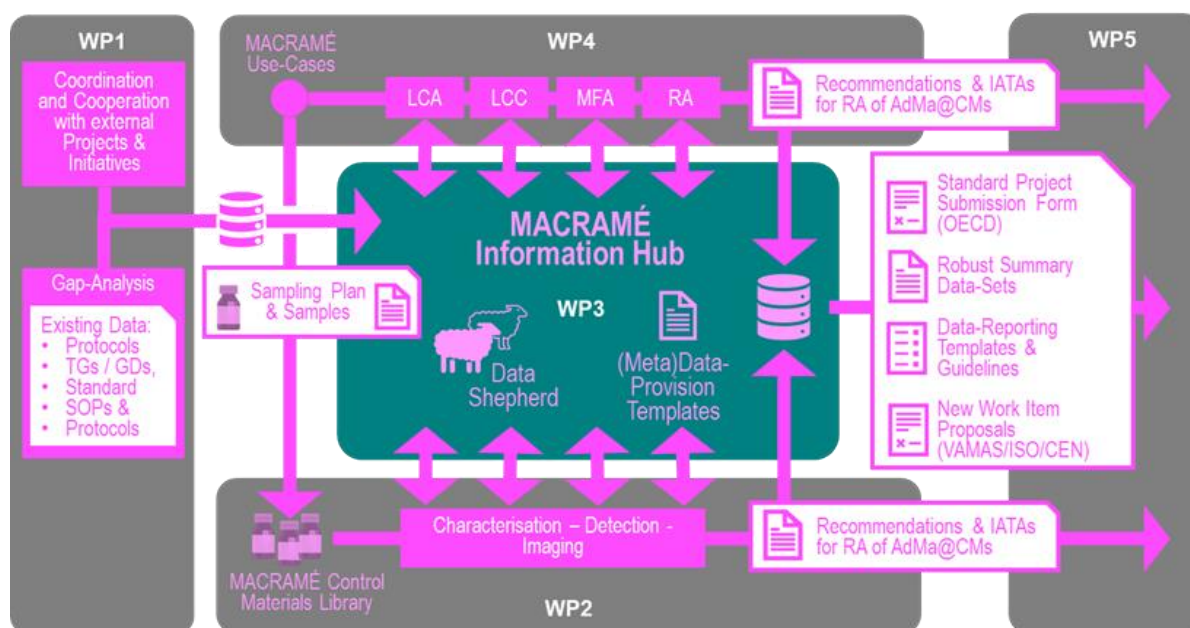 WP1
Coordination
and Cooperation
with external
Projects &
Initiatives
Gap-Analysis
Existing Data:
• Protocols
• TGs / GDs,
• Standard
• SOPs &
• Protocols
MACRAMÉ
Use-Cases
WP4
LCA
LCC
MFA
RA
Recommendations & IATAs
for RA of AdMa@CMs
WP5
Sampling Plan
& Samples
MACRAMÉ
Information Hub
WP3
Data
Shepherd
(Meta)Data-
Provision
Templates
Standard Project
Submission Form
(OECD)
Robust Summary
Data-Sets
Data-Reporting
Templates &
Guidelines
New Work Item
Proposals
(VAMAS/ISO/CEN)
MACRAMÉ Control
Materials Library
Characterisation – Detection -
Imaging
WP2
Recommendations & IATAs
for RA of AdMa@CMs